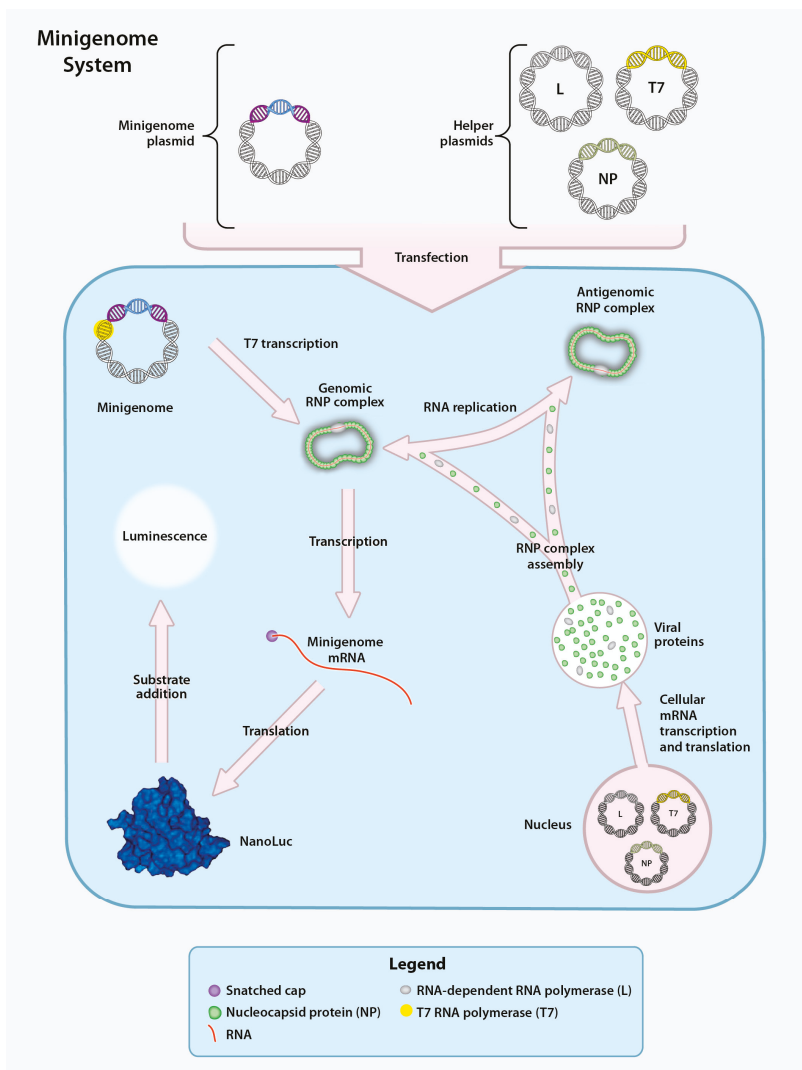 Minigenome
System
Minigenome
plasmid
Helper
plasmids
L
T7
NP
Transfection
Antigenomic
RNP complex
T7 transcription
Minigenome
Genomic
RNP complex
RNA replication
Luminescence
Transcription
RNP complex
assembly
Minigenome
mRNA
Viral
proteins
Substrate
addition
Translation
Cellular
mRNA
transcription
and translation
NanoLuc
Nucleus
L
T7
NP
Legend
Snatched cap
RNA-dependent RNA polymerase (L)
Nucleocapsid protein (NP)
T7 RNA polymerase (T7)
RNA